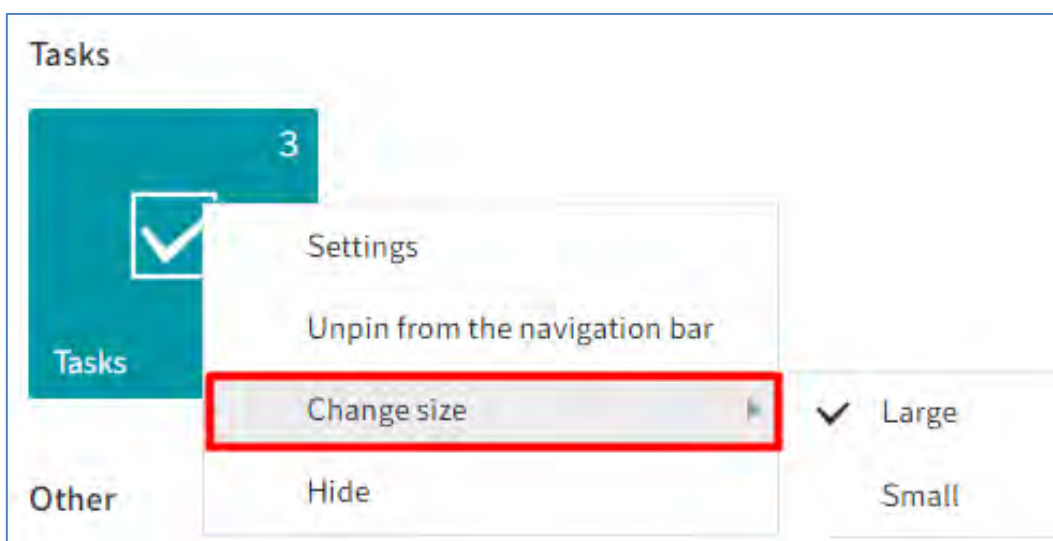 Tasks
3
Settings
Unpin from the navigation bar
Tasks
Change size
Large
Other
Hide
Small